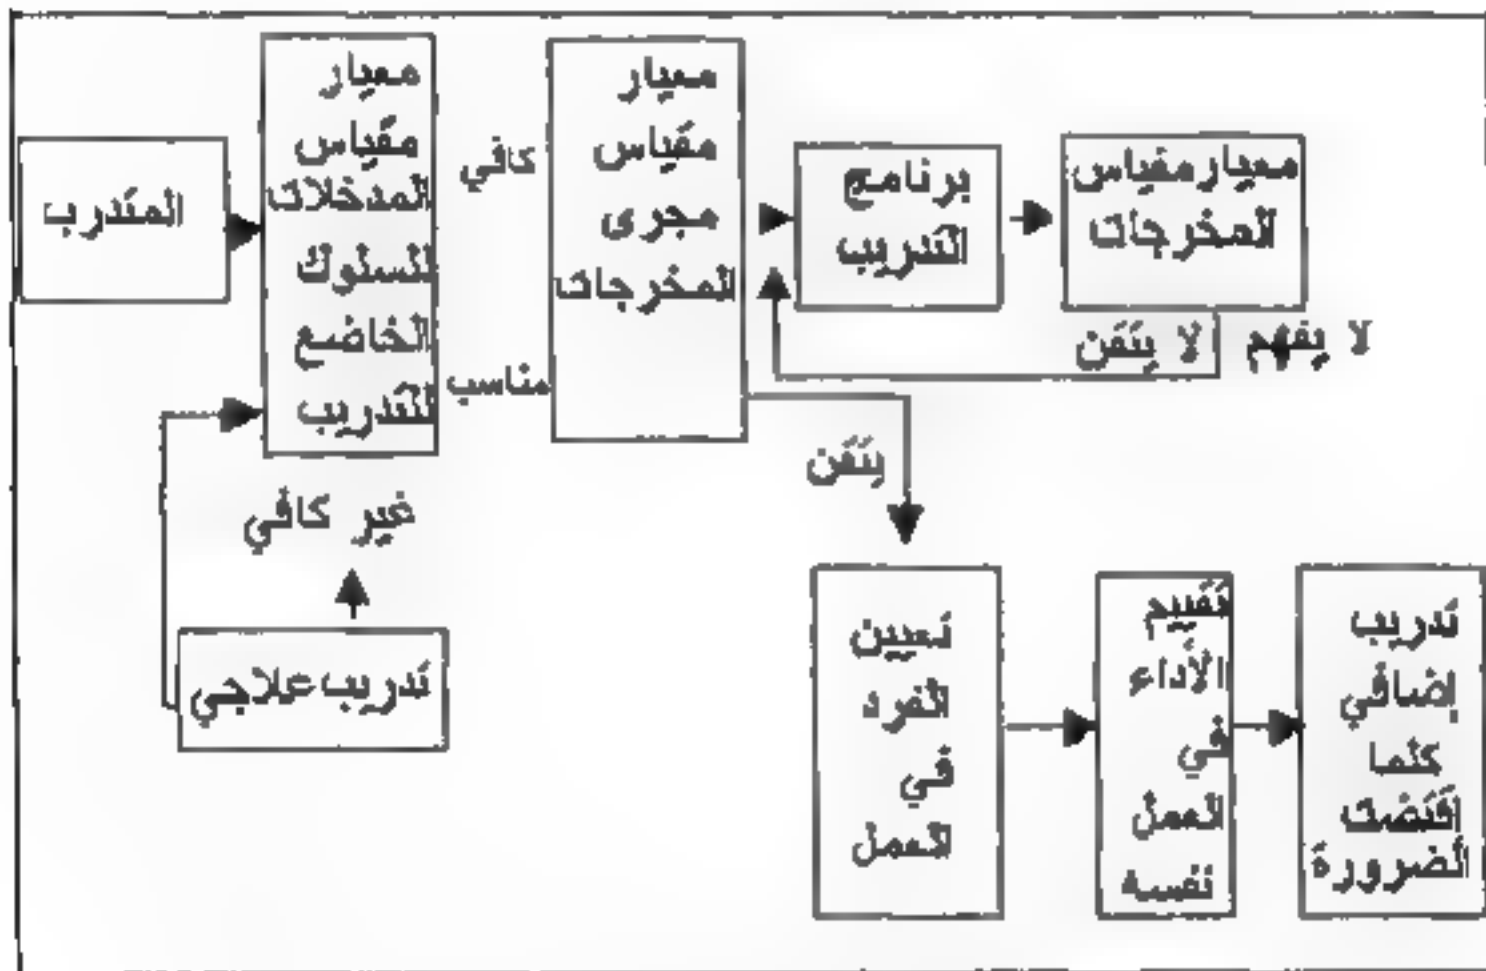 المتدرب
معيار
مقياس
المدخلات
للسلوك
الخاضع
للتدريب
كافي
مناسب
غير كافي
تدريب علاجي
معيار
مقياس
مجرى
المخرجات
برنامج
التدريب
معيار مقياس
المخرجات
لا يتقن
لا يفهم
يتقن
تعيين
الفرد
في
العمل
تقييم
الأداء
في
العمل
نفسه
تدريب
إضافي
كلما
اقتضت
الضرورة